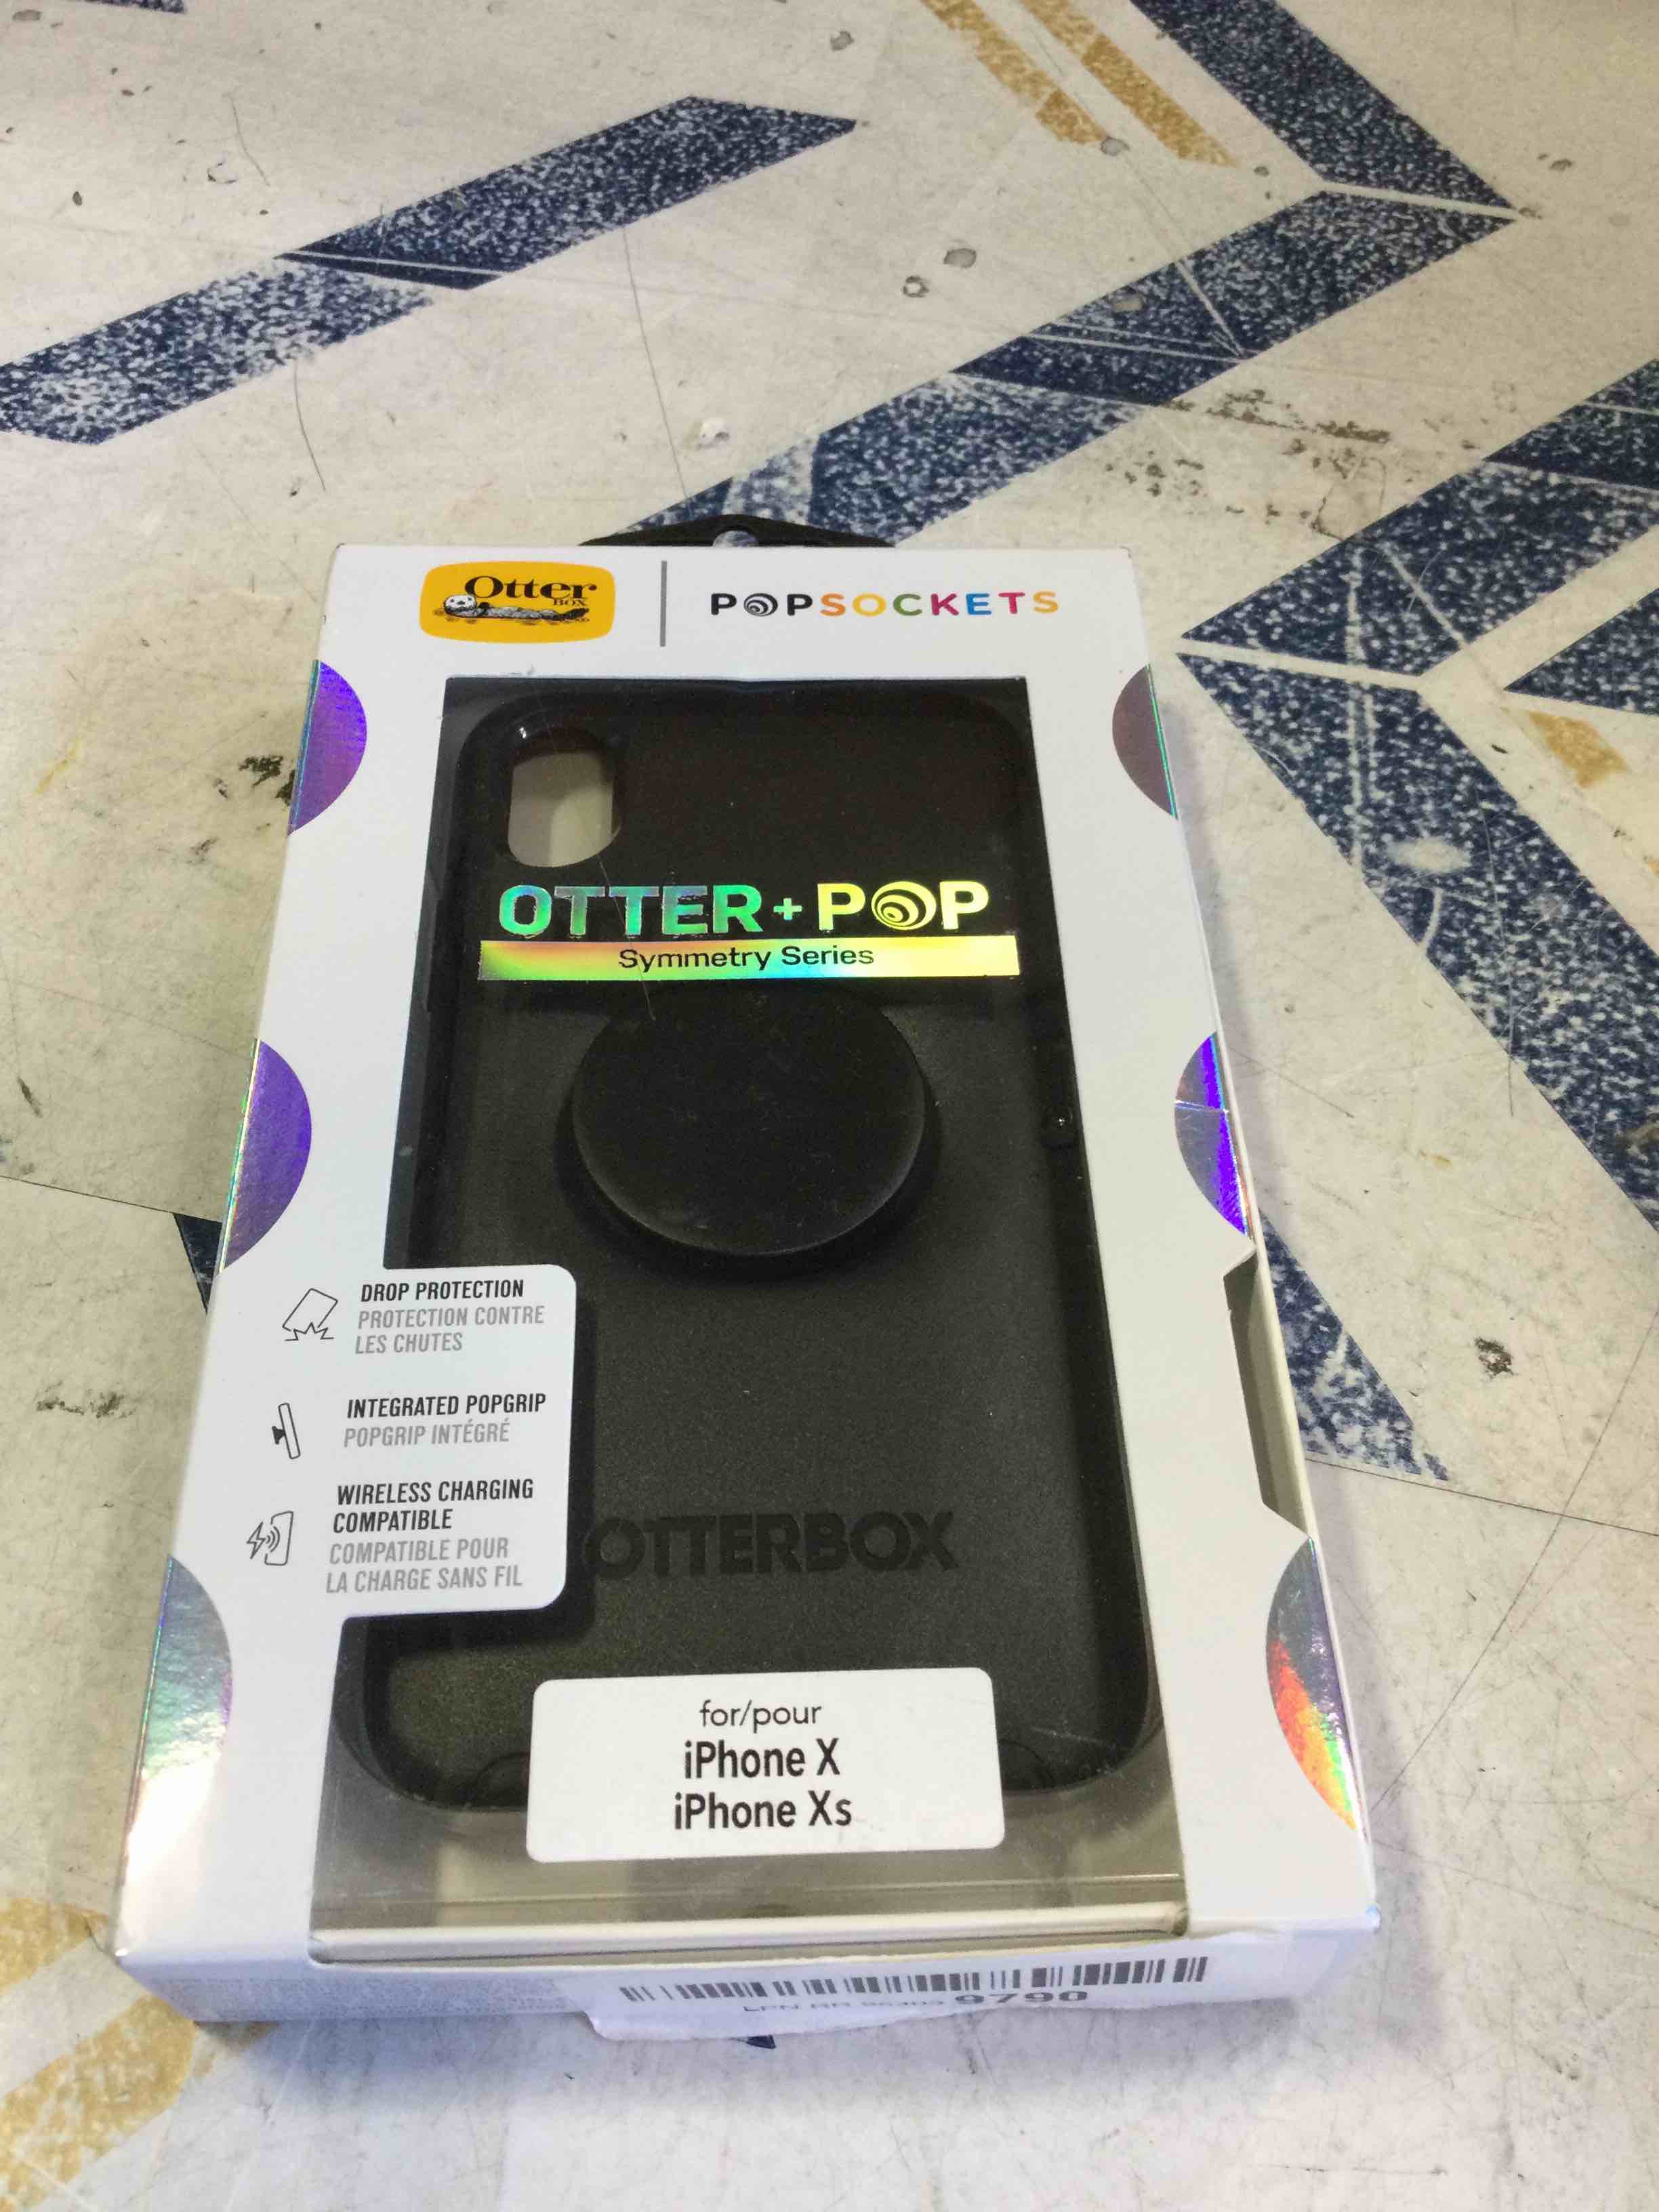 Otter
BOX
POPSOCKETS
OTTER + POP
Symmetry Series
DROP PROTECTION
PROTECTION CONTRE
LES CHUTES
INTEGRATED POPGRIP
POPGRIP INTÉGRÉ
WIRELESS CHARGING
COMPATIBLE
COMPATIBLE POUR
LA CHARGE SANS FIL
OTTERBOX
for/pour
iPhone X
iPhone Xs
9790